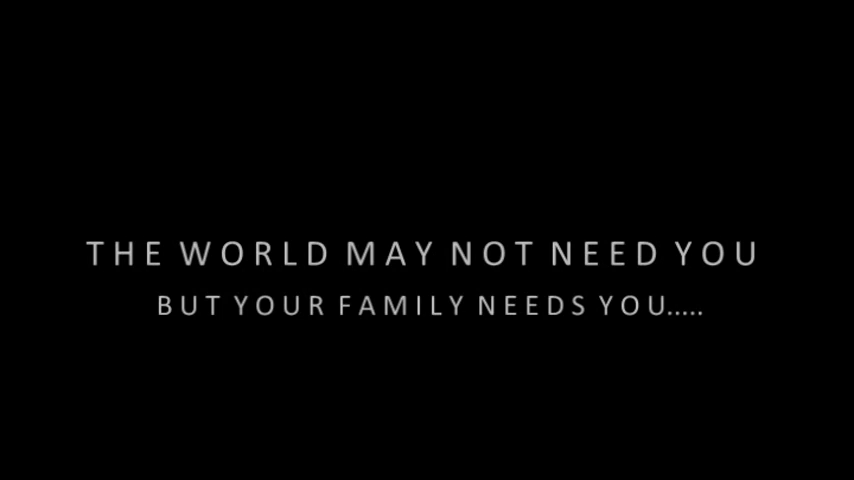 THE WORLD MAY NOT NEED YOU
BUT YOUR FAMILY NEEDS YOU.....